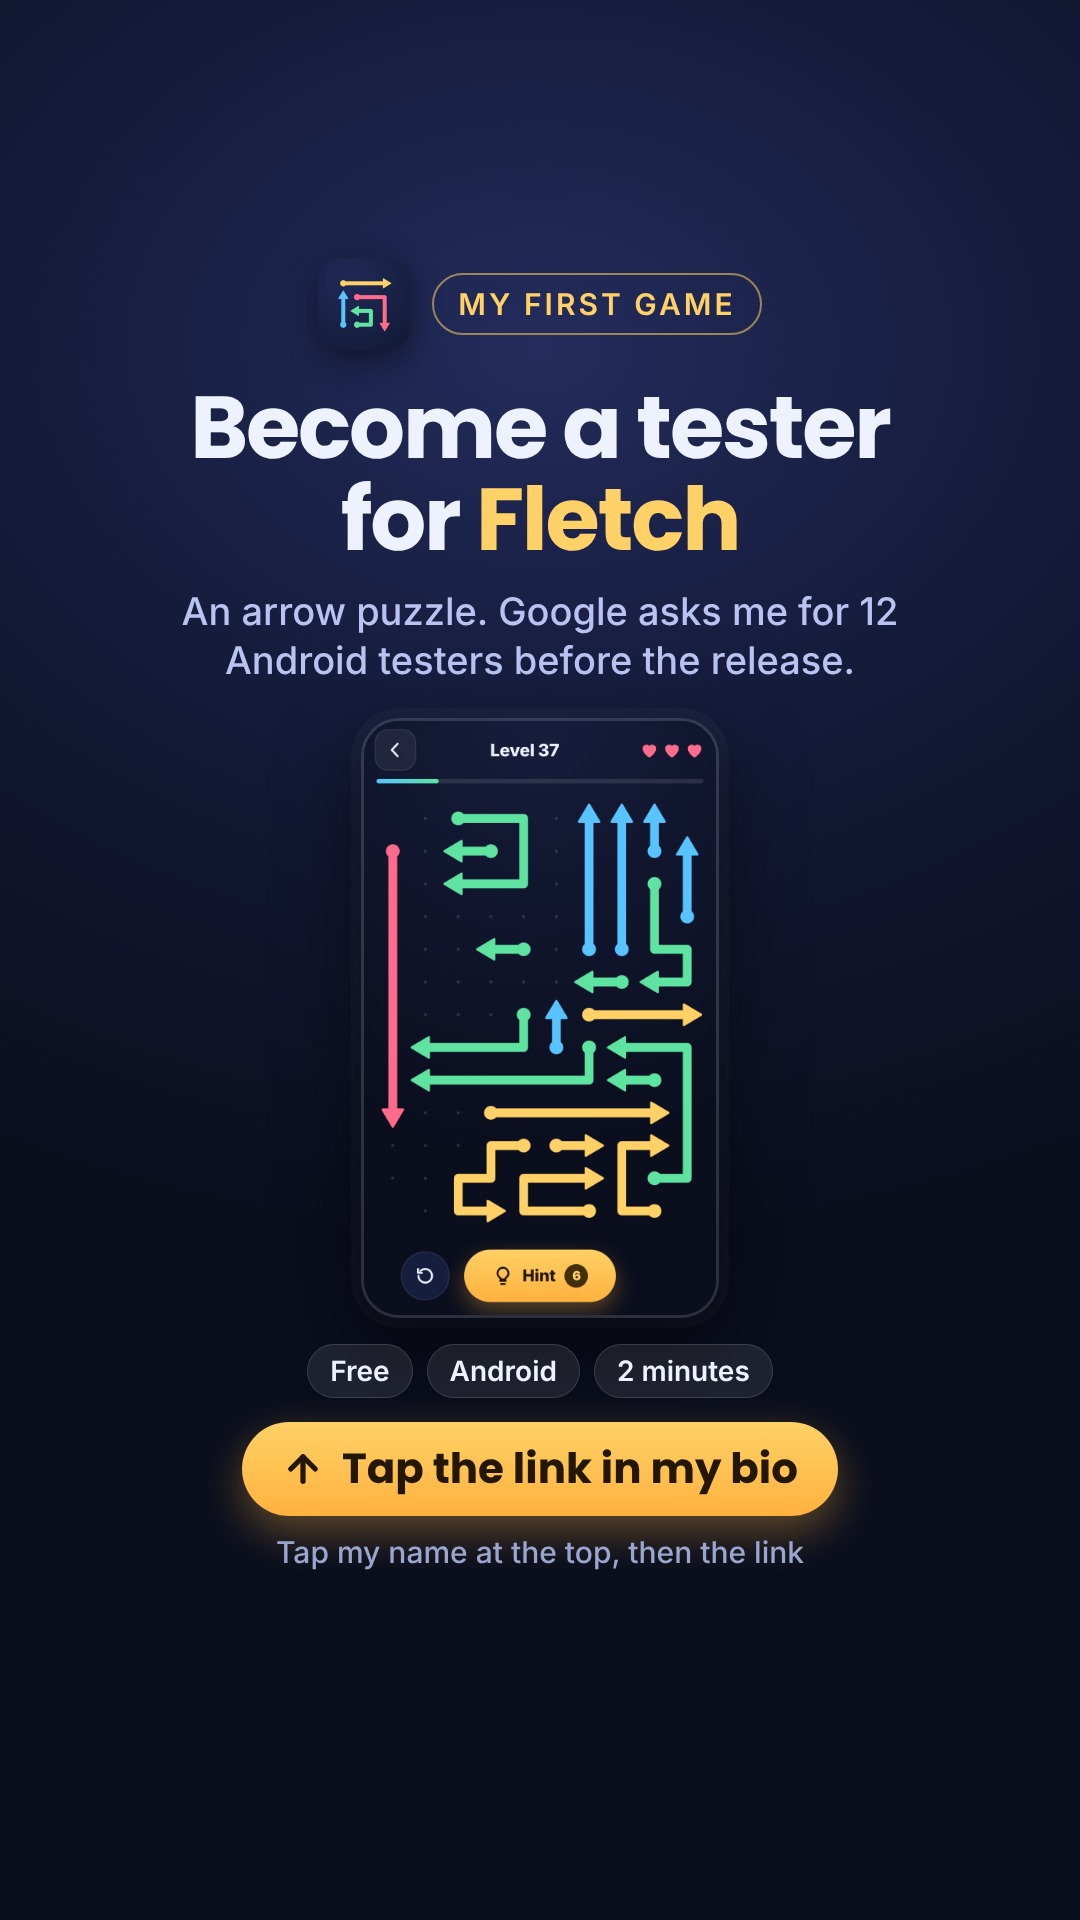 MY FIRST GAME
Become a tester
for Fletch
An arrow puzzle. Google asks me for 12
Android testers before the release.
Level 37
Hint 6
Free Android 2 minutes
Tap the link in my bio
Tap my name at the top, then the link